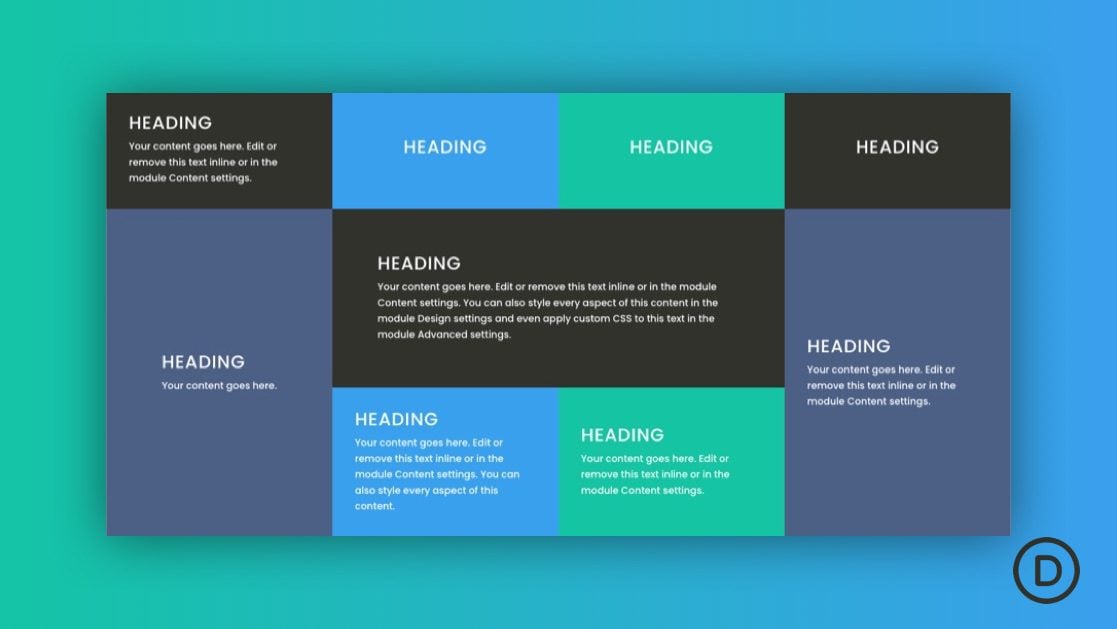 HEADING
Your content goes here. Edit or
remove this text inline or in the
module Content settings.
HEADING
HEADING
HEADING
HEADING
Your content goes here.
HEADING
Your content goes here. Edit or remove this text inline or in the module
Content settings. You can also style every aspect of this content in the
module Design settings and even apply custom CSS to this text in the
module Advanced settings.
HEADING
Your content goes here. Edit or
remove this text inline or in the
module Content settings.
HEADING
Your content goes here. Edit or
remove this text inline or in the
module Content settings. You can
also style every aspect of this
content.
HEADING
Your content goes here. Edit or
remove this text inline or in the
module Content settings.
D